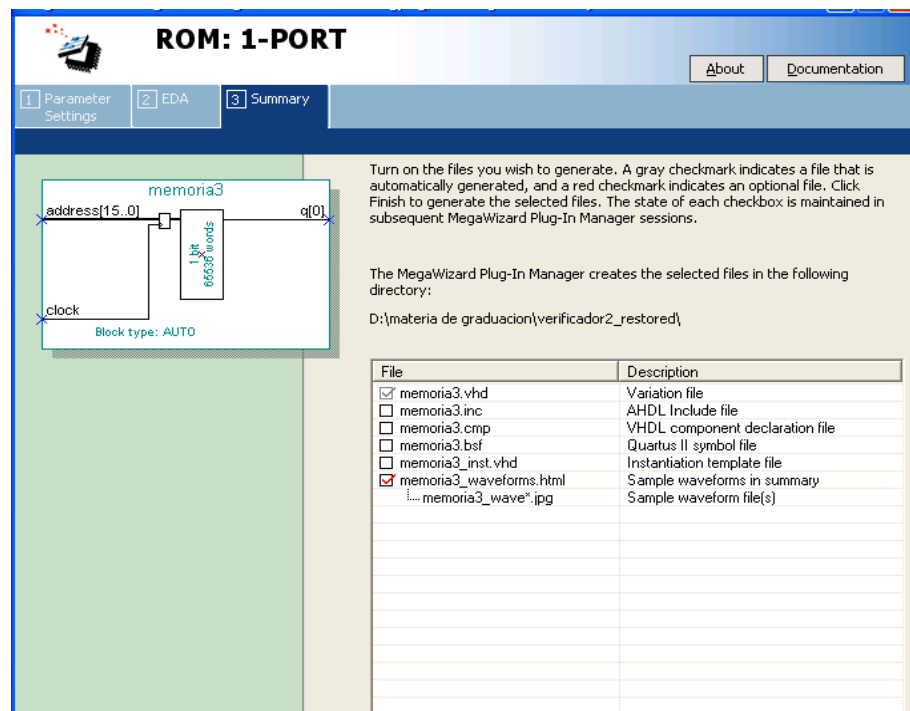 ROM: 1-PORT
About
Documentation
1 Parameter Settings
2 EDA
3 Summary
memoria3
address[15..0]
q[0]
1 bit
×
65536 words
clock
Block type: AUTO
Turn on the files you wish to generate. A gray checkmark indicates a file that is
automatically generated, and a red checkmark indicates an optional file. Click
Finish to generate the selected files. The state of each checkbox is maintained in
subsequent MegaWizard Plug-In Manager sessions.
The MegaWizard Plug-In Manager creates the selected files in the following
directory:
D:\materia de graduacion\verificador2_restored\
File Description
memoria3.vhd Variation file
memoria3.inc AHDL Include file
memoria3.cmp VHDL component declaration file
memoria3.bsf Quartus II symbol file
memoria3_inst.vhd Instantiation template file
memoria3_waveforms.html Sample waveforms in summary
memoria3_wave*.jpg Sample waveform file(s)